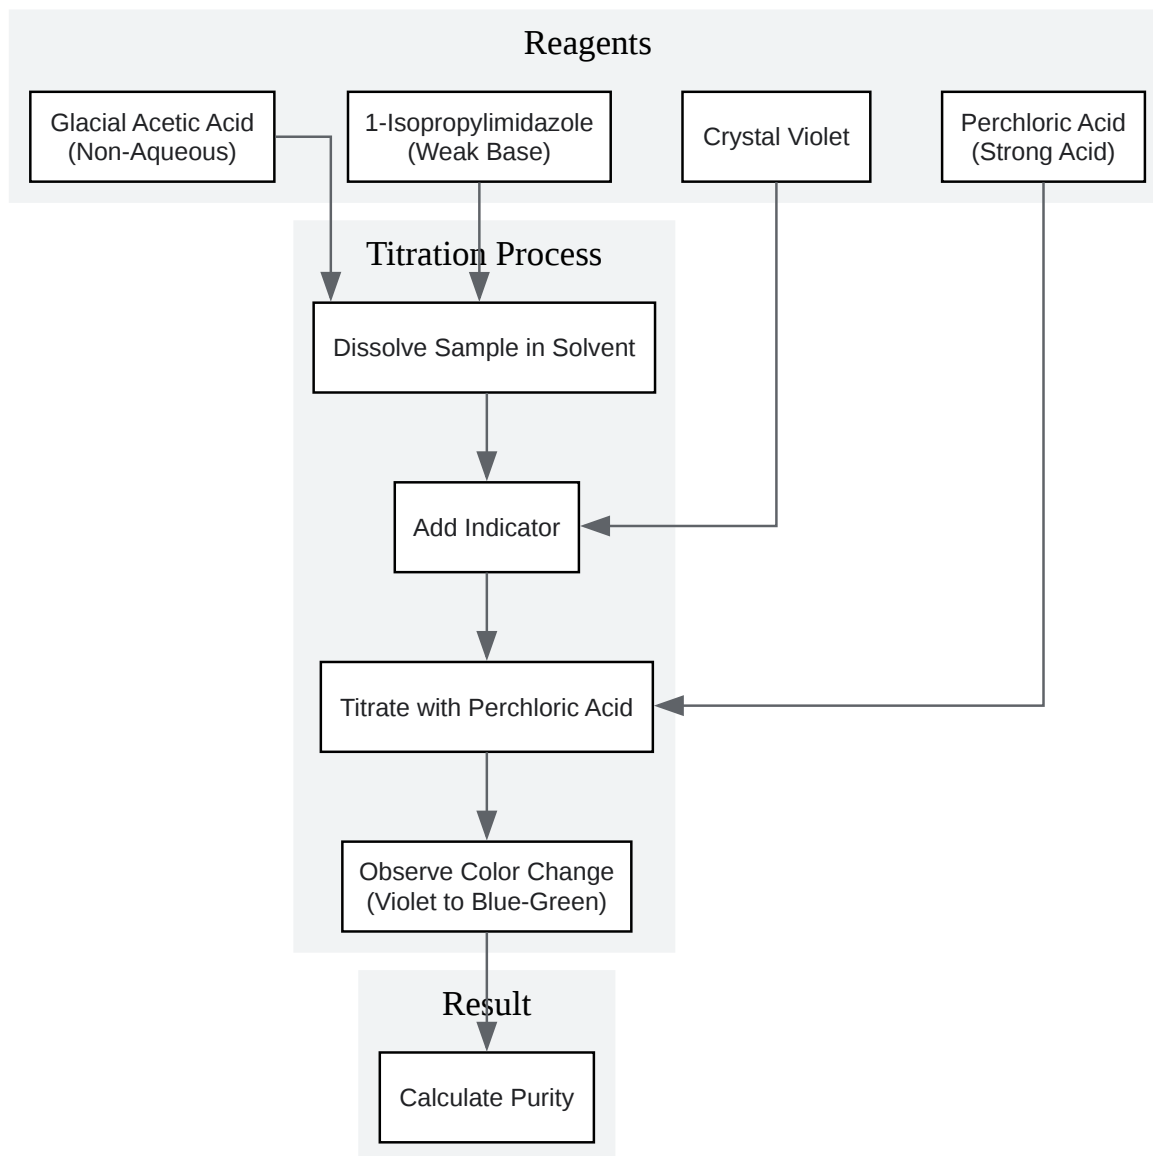 Reagents
Glacial Acetic Acid
(Non-Aqueous)
1-Isopropylimidazole
(Weak Base)
Crystal Violet
Perchloric Acid
(Strong Acid)
Titration Process
Dissolve Sample in Solvent
Add Indicator
Titrate with Perchloric Acid
Observe Color Change
(Violet to Blue-Green)
Result
Calculate Purity